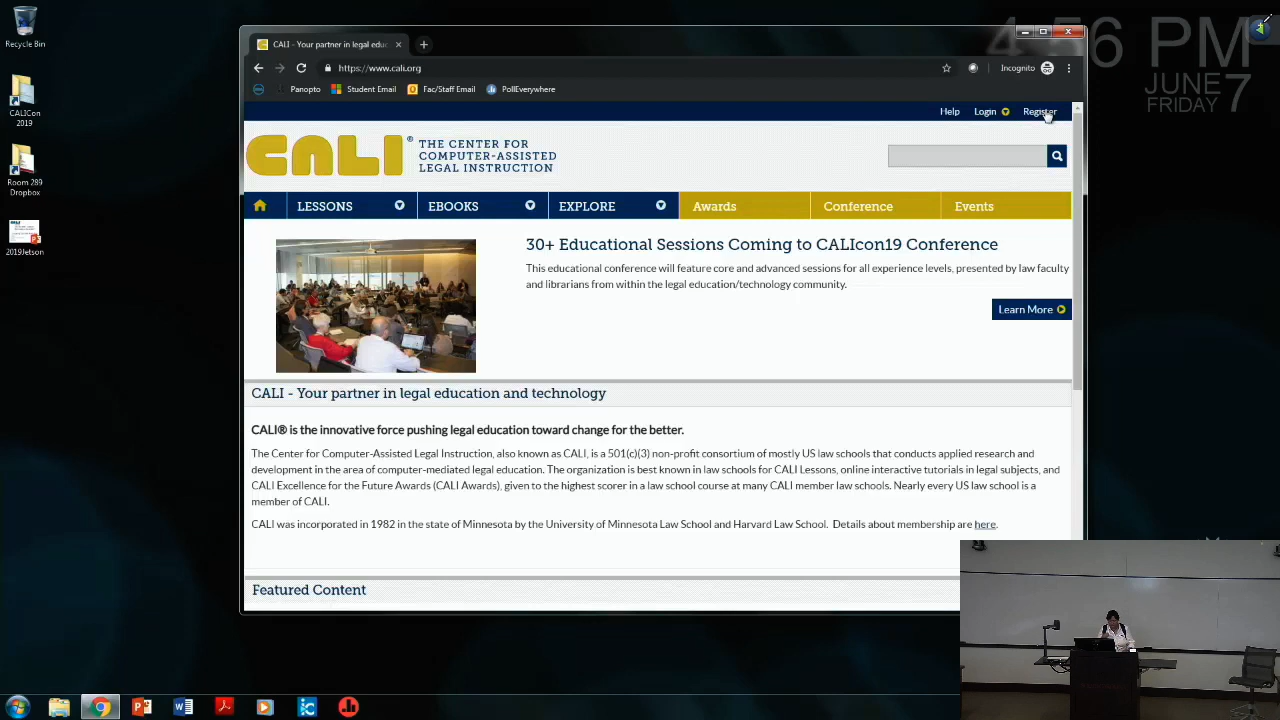 Recycle Bin
CALICon
2019
Room 289
Dropbox
2019Jetson
4:56 PM
JUNE 7
FRIDAY
CALI - Your partner in legal educ
https://www.cali.org
Incognito
Panopto Student Email Fac/Staff Email PollEverywhere
Help Login Register
CALI® THE CENTER FOR
COMPUTER-ASSISTED
LEGAL INSTRUCTION
LESSONS EBOOKS EXPLORE Awards Conference Events
30+ Educational Sessions Coming to CALIcon19 Conference
This educational conference will feature core and advanced sessions for all experience levels, presented by law faculty
and librarians from within the legal education/technology community.
Learn More
CALI - Your partner in legal education and technology
CALI® is the innovative force pushing legal education toward change for the better.
The Center for Computer-Assisted Legal Instruction, also known as CALI, is a 501(c)(3) non-profit consortium of mostly US law schools that conducts applied research and
development in the area of computer-mediated legal education. The organization is best known in law schools for CALI Lessons, online interactive tutorials in legal subjects, and
CALI Excellence for the Future Awards (CALI Awards), given to the highest scorer in a law school course at many CALI member law schools. Nearly every US law school is a
member of CALI.
CALI was incorporated in 1982 in the state of Minnesota by the University of Minnesota Law School and Harvard Law School. Details about membership are here.
Featured Content